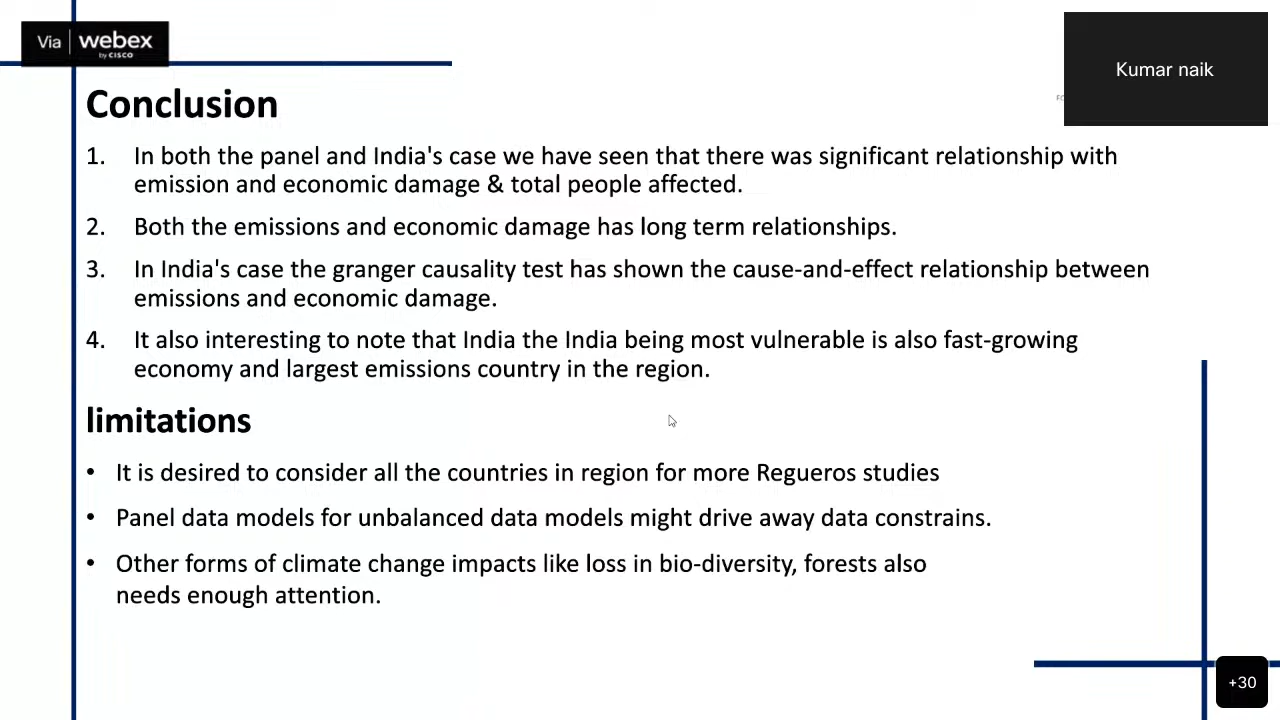 Via webex
by CISCO
Kumar naik
Conclusion
1. In both the panel and India's case we have seen that there was significant relationship with
emission and economic damage & total people affected.
2. Both the emissions and economic damage has long term relationships.
3. In India's case the granger causality test has shown the cause-and-effect relationship between
emissions and economic damage.
4. It also interesting to note that India the India being most vulnerable is also fast-growing
economy and largest emissions country in the region.
limitations
• It is desired to consider all the countries in region for more Regueros studies
• Panel data models for unbalanced data models might drive away data constrains.
• Other forms of climate change impacts like loss in bio-diversity, forests also
needs enough attention.
+30